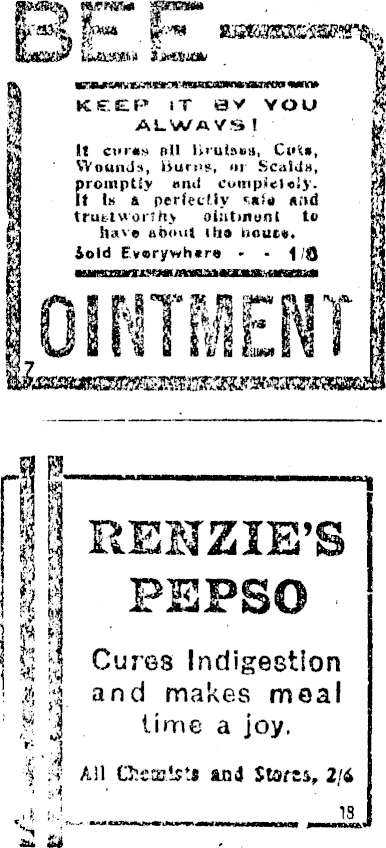 BEE
KEEP IT BY YOU
ALWAYS!
It cures all Bruises, Cuts,
Wounds, Burns, or Scalds,
promptly and completely.
It is a perfectly safe and
trustworthy ointment to
have about the house.
Sold Everywhere - - 1/6
OINTMENT
7
RENZIE'S
PEPSO
Cures Indigestion
and makes meal
time a joy.
All Chemists and Stores, 2/6
18